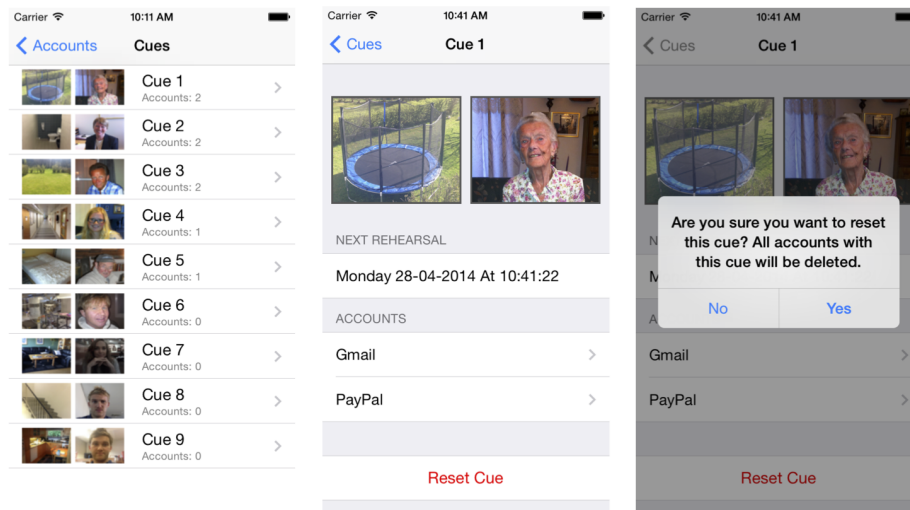 Carrier 10:11 AM
Accounts Cues
Cue 1
Accounts: 2
Cue 2
Accounts: 2
Cue 3
Accounts: 2
Cue 4
Accounts: 1
Cue 5
Accounts: 1
Cue 6
Accounts: 0
Cue 7
Accounts: 0
Cue 8
Accounts: 0
Cue 9
Accounts: 0
Carrier 10:41 AM
Cues Cue 1
NEXT REHEARSAL
Monday 28-04-2014 At 10:41:22
ACCOUNTS
Gmail
PayPal
Reset Cue
Carrier 10:41 AM
Cues Cue 1
Are you sure you want to reset
this cue? All accounts with
this cue will be deleted.
N
M
No Yes
A
Gmail
PayPal
Reset Cue